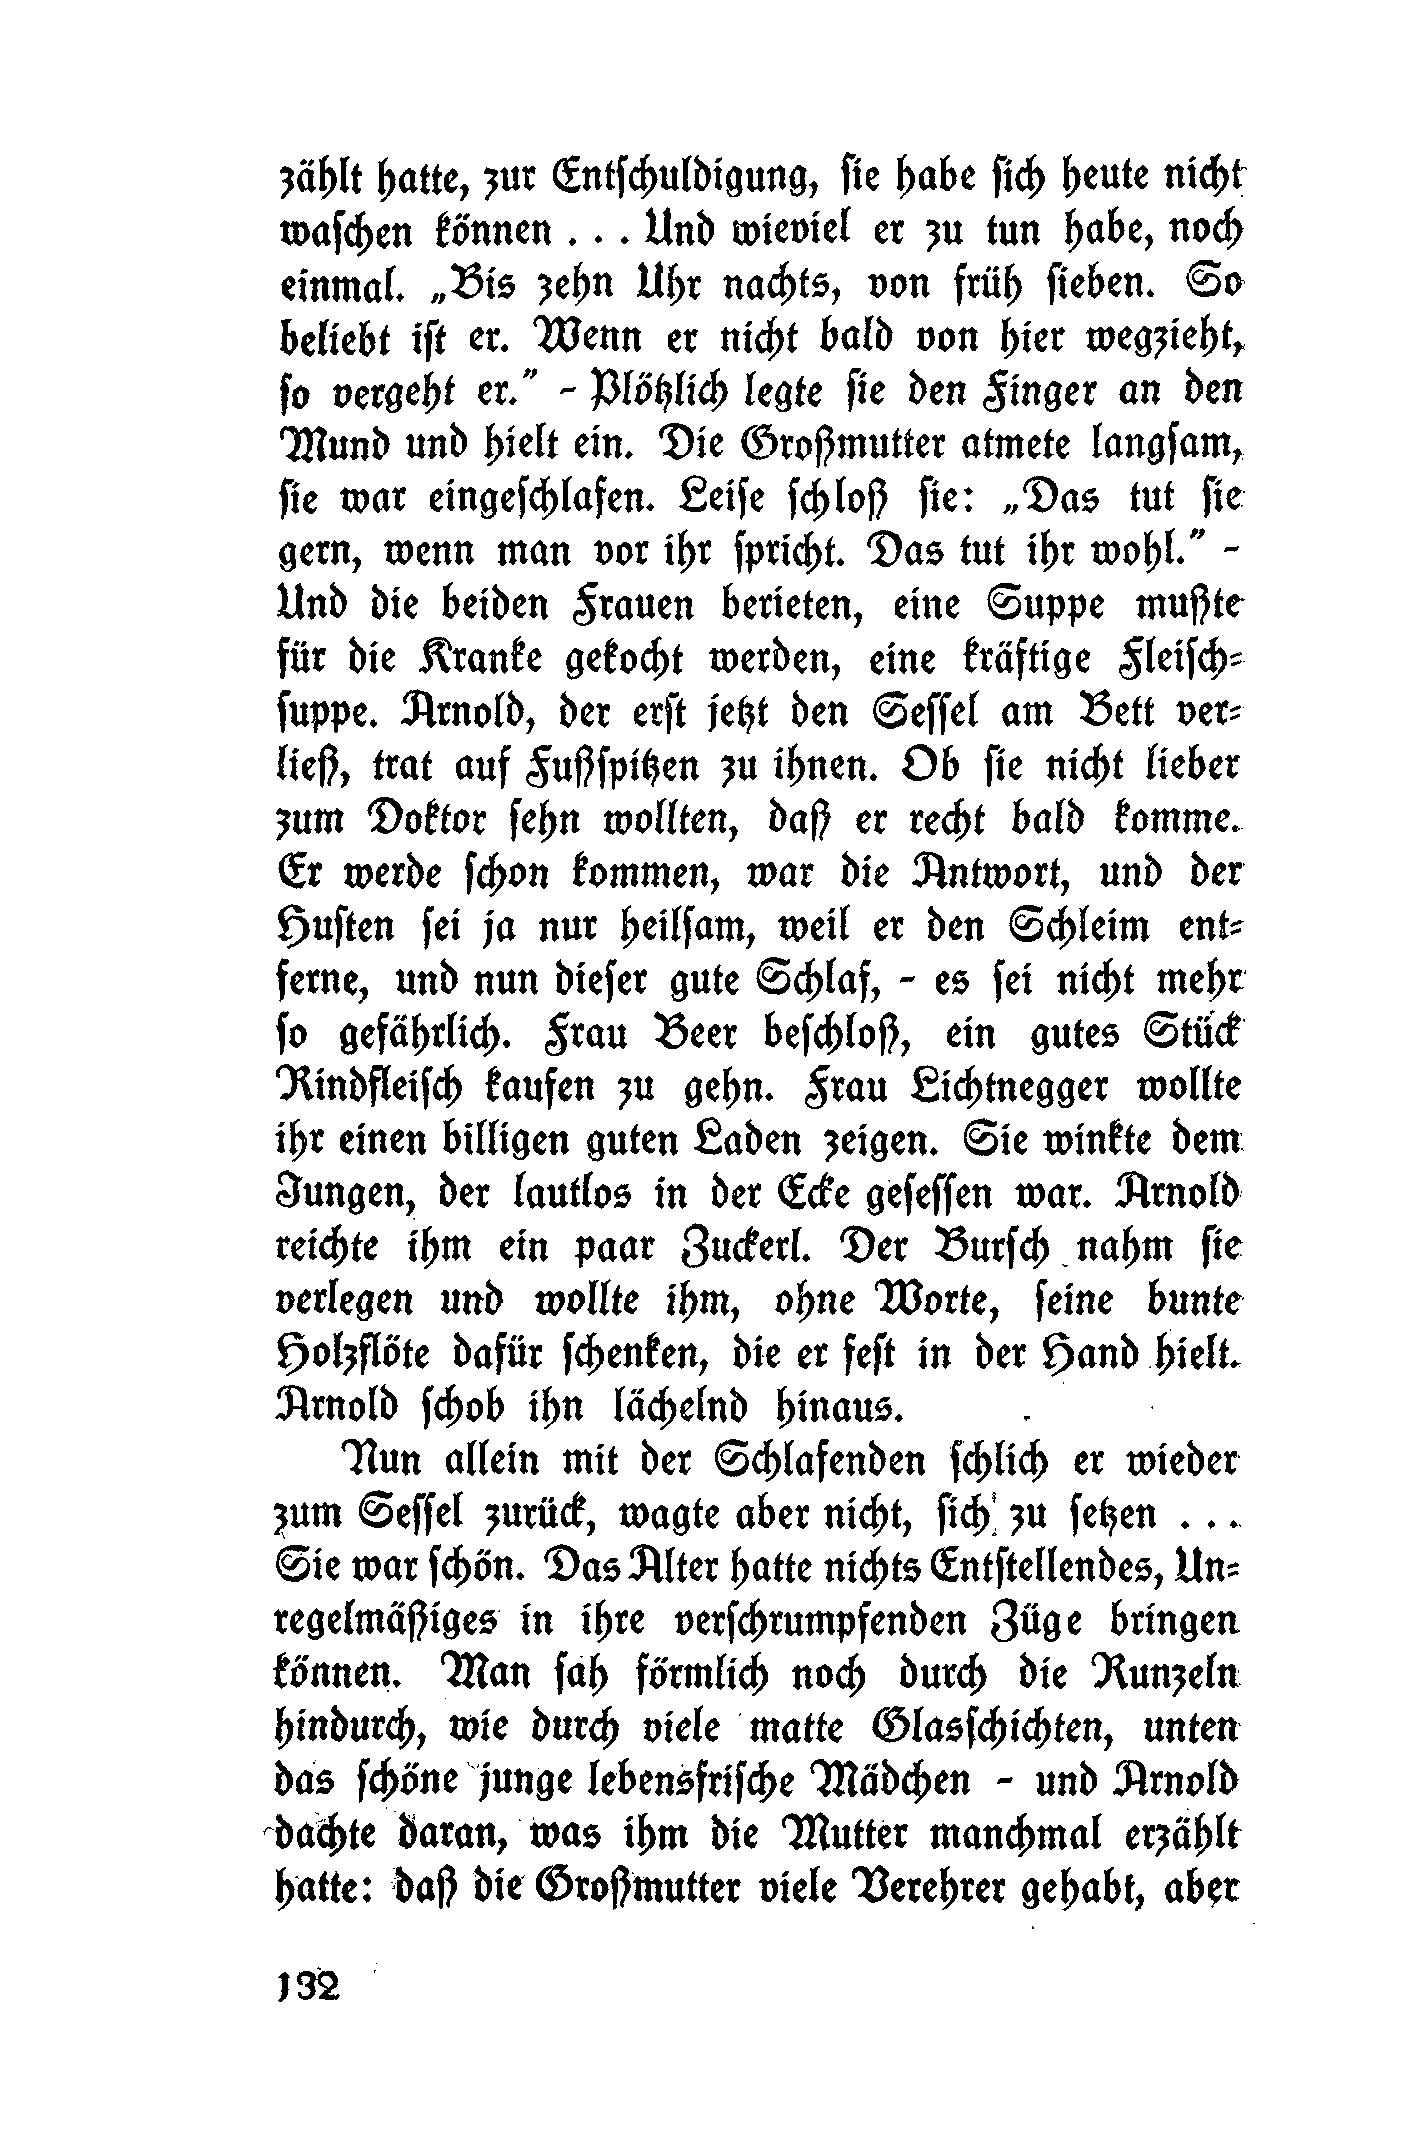 zählt hatte, zur Entschuldigung, sie habe sich heute nicht
waschen können . . . Und wieviel er zu tun habe, noch
einmal. „Bis zehn Uhr nachts, von früh sieben. So
beliebt ist er. Wenn er nicht bald von hier wegzieht,
so vergeht er.” - Plötzlich legte sie den Finger an den
Mund und hielt ein. Die Großmutter atmete langsam,
sie war eingeschlafen. Leise schloß sie: „Das tut sie
gern, wenn man vor ihr spricht. Das tut ihr wohl.” -
Und die beiden Frauen berieten, eine Suppe mußte
für die Kranke gekocht werden, eine kräftige Fleisch-
suppe. Arnold, der erst jetzt den Sessel am Bett ver-
ließ, trat auf Fußspitzen zu ihnen. Ob sie nicht lieber
zum Doktor sehn wollten, daß er recht bald komme.
Er werde schon kommen, war die Antwort, und der
Husten sei ja nur heilsam, weil er den Schleim ent-
ferne, und nun dieser gute Schlaf, - es sei nicht mehr
so gefährlich. Frau Beer beschloß, ein gutes Stück
Rindfleisch kaufen zu gehn. Frau Lichtnegger wollte
ihr einen billigen guten Laden zeigen. Sie winkte dem
Jungen, der lautlos in der Ecke gesessen war. Arnold
reichte ihm ein paar Zuckerl. Der Bursch nahm sie
verlegen und wollte ihm, ohne Worte, seine bunte
Holzflöte dafür schenken, die er fest in der Hand hielt.
Arnold schob ihn lächelnd hinaus.
Nun allein mit der Schlafenden schlich er wieder
zum Sessel zurück, wagte aber nicht, sich zu setzen . . .
Sie war schön. Das Alter hatte nichts Entstellendes, Un-
regelmäßiges in ihre verschrumpfenden Züge bringen
können. Man sah förmlich noch durch die Runzeln
hindurch, wie durch viele matte Glasschichten, unten
das schöne junge lebensfrische Mädchen - und Arnold
dachte daran, was ihm die Mutter manchmal erzählt
hatte: daß die Großmutter viele Verehrer gehabt, aber
132